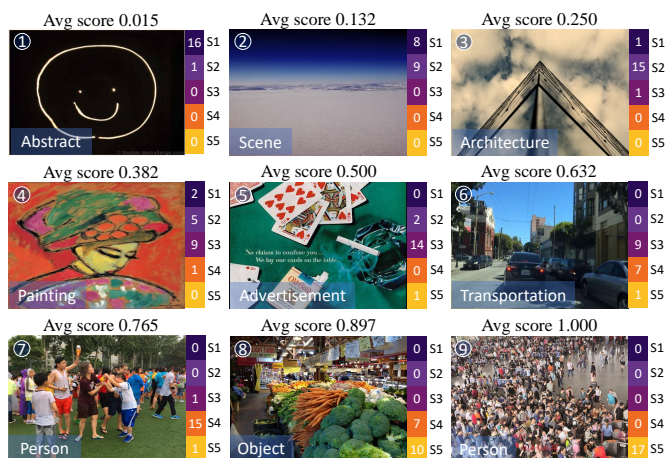 Avg score 0.015
Avg score 0.132
Avg score 0.250
① 16 S1
1 S2
0 S3
0 S4
0 S5
Abstract
② 8 S1
9 S2
0 S3
0 S4
0 S5
Scene
③ 1 S1
15 S2
1 S3
0 S4
0 S5
Architecture
Avg score 0.382
Avg score 0.500
Avg score 0.632
④ 2 S1
5 S2
9 S3
1 S4
0 S5
Painting
⑤ 0 S1
2 S2
14 S3
0 S4
1 S5
No claims to confuse you...
We lay our cards on the table.
Advertisement
⑥ 0 S1
0 S2
9 S3
7 S4
1 S5
Transportation
Avg score 0.765
Avg score 0.897
Avg score 1.000
⑦ 0 S1
0 S2
1 S3
15 S4
1 S5
Person
⑧ 0 S1
0 S2
0 S3
7 S4
10 S5
Object
⑨ 0 S1
0 S2
0 S3
0 S4
17 S5
Person